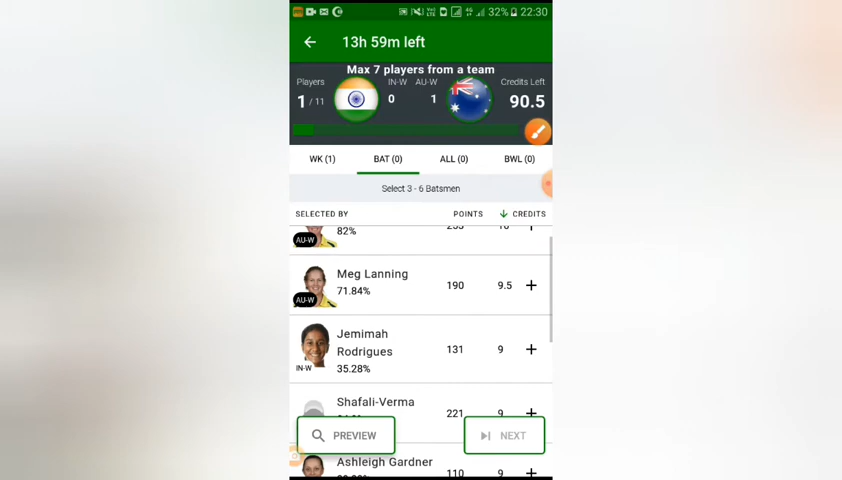 4G 32% 22:30
13h 59m left
Max 7 players from a team
Players IN-W AU-W Credits Left
1 / 11 0 1 90.5
WK (1) BAT (0) ALL (0) BWL (0)
Select 3 - 6 Batsmen
SELECTED BY POINTS CREDITS
AU-W 82%
Meg Lanning
AU-W 71.84% 190 9.5 +
Jemimah
Rodrigues 131 9 +
IN-W 35.28%
Shafali-Verma
221 9 +
PREVIEW NEXT
Ashleigh Gardner
110 9 +